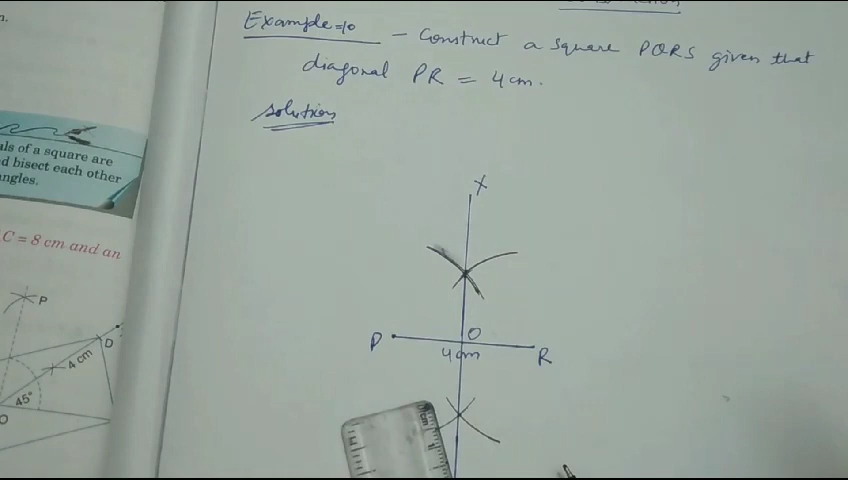 Example=10 - Construct a square PQRS given that
diagonal PR = 4cm.
Solution
als of a square are
d bisect each other
angles.
C = 8 cm and an
X
P
O
D
4 cm
P
4cm
R
45°
O